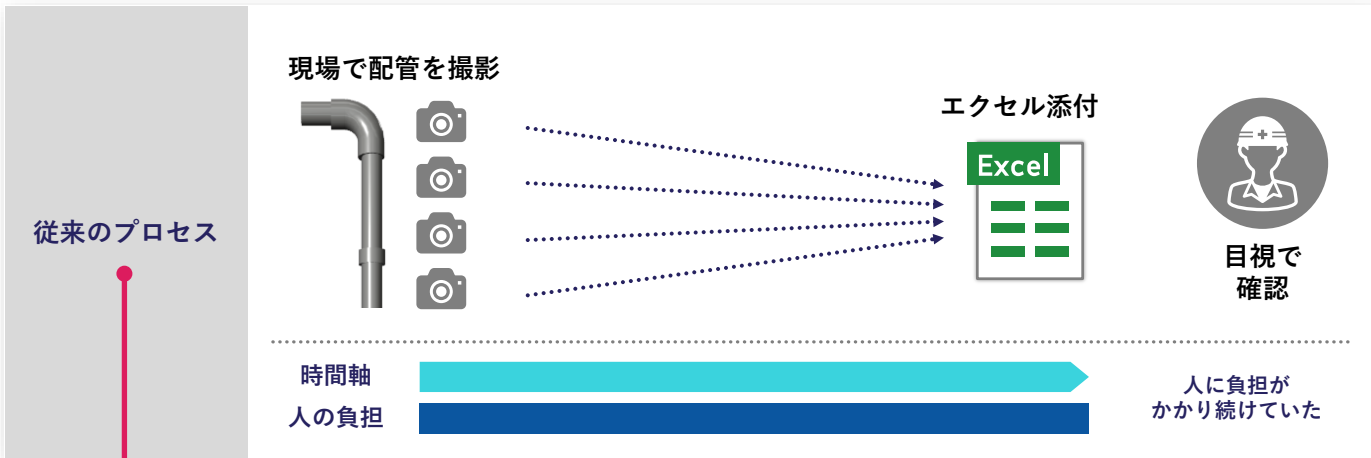 従来のプロセス
現場で配管を撮影
エクセル添付
Excel
目視で
確認
時間軸
人の負担
人に負担が
かかり続けていた